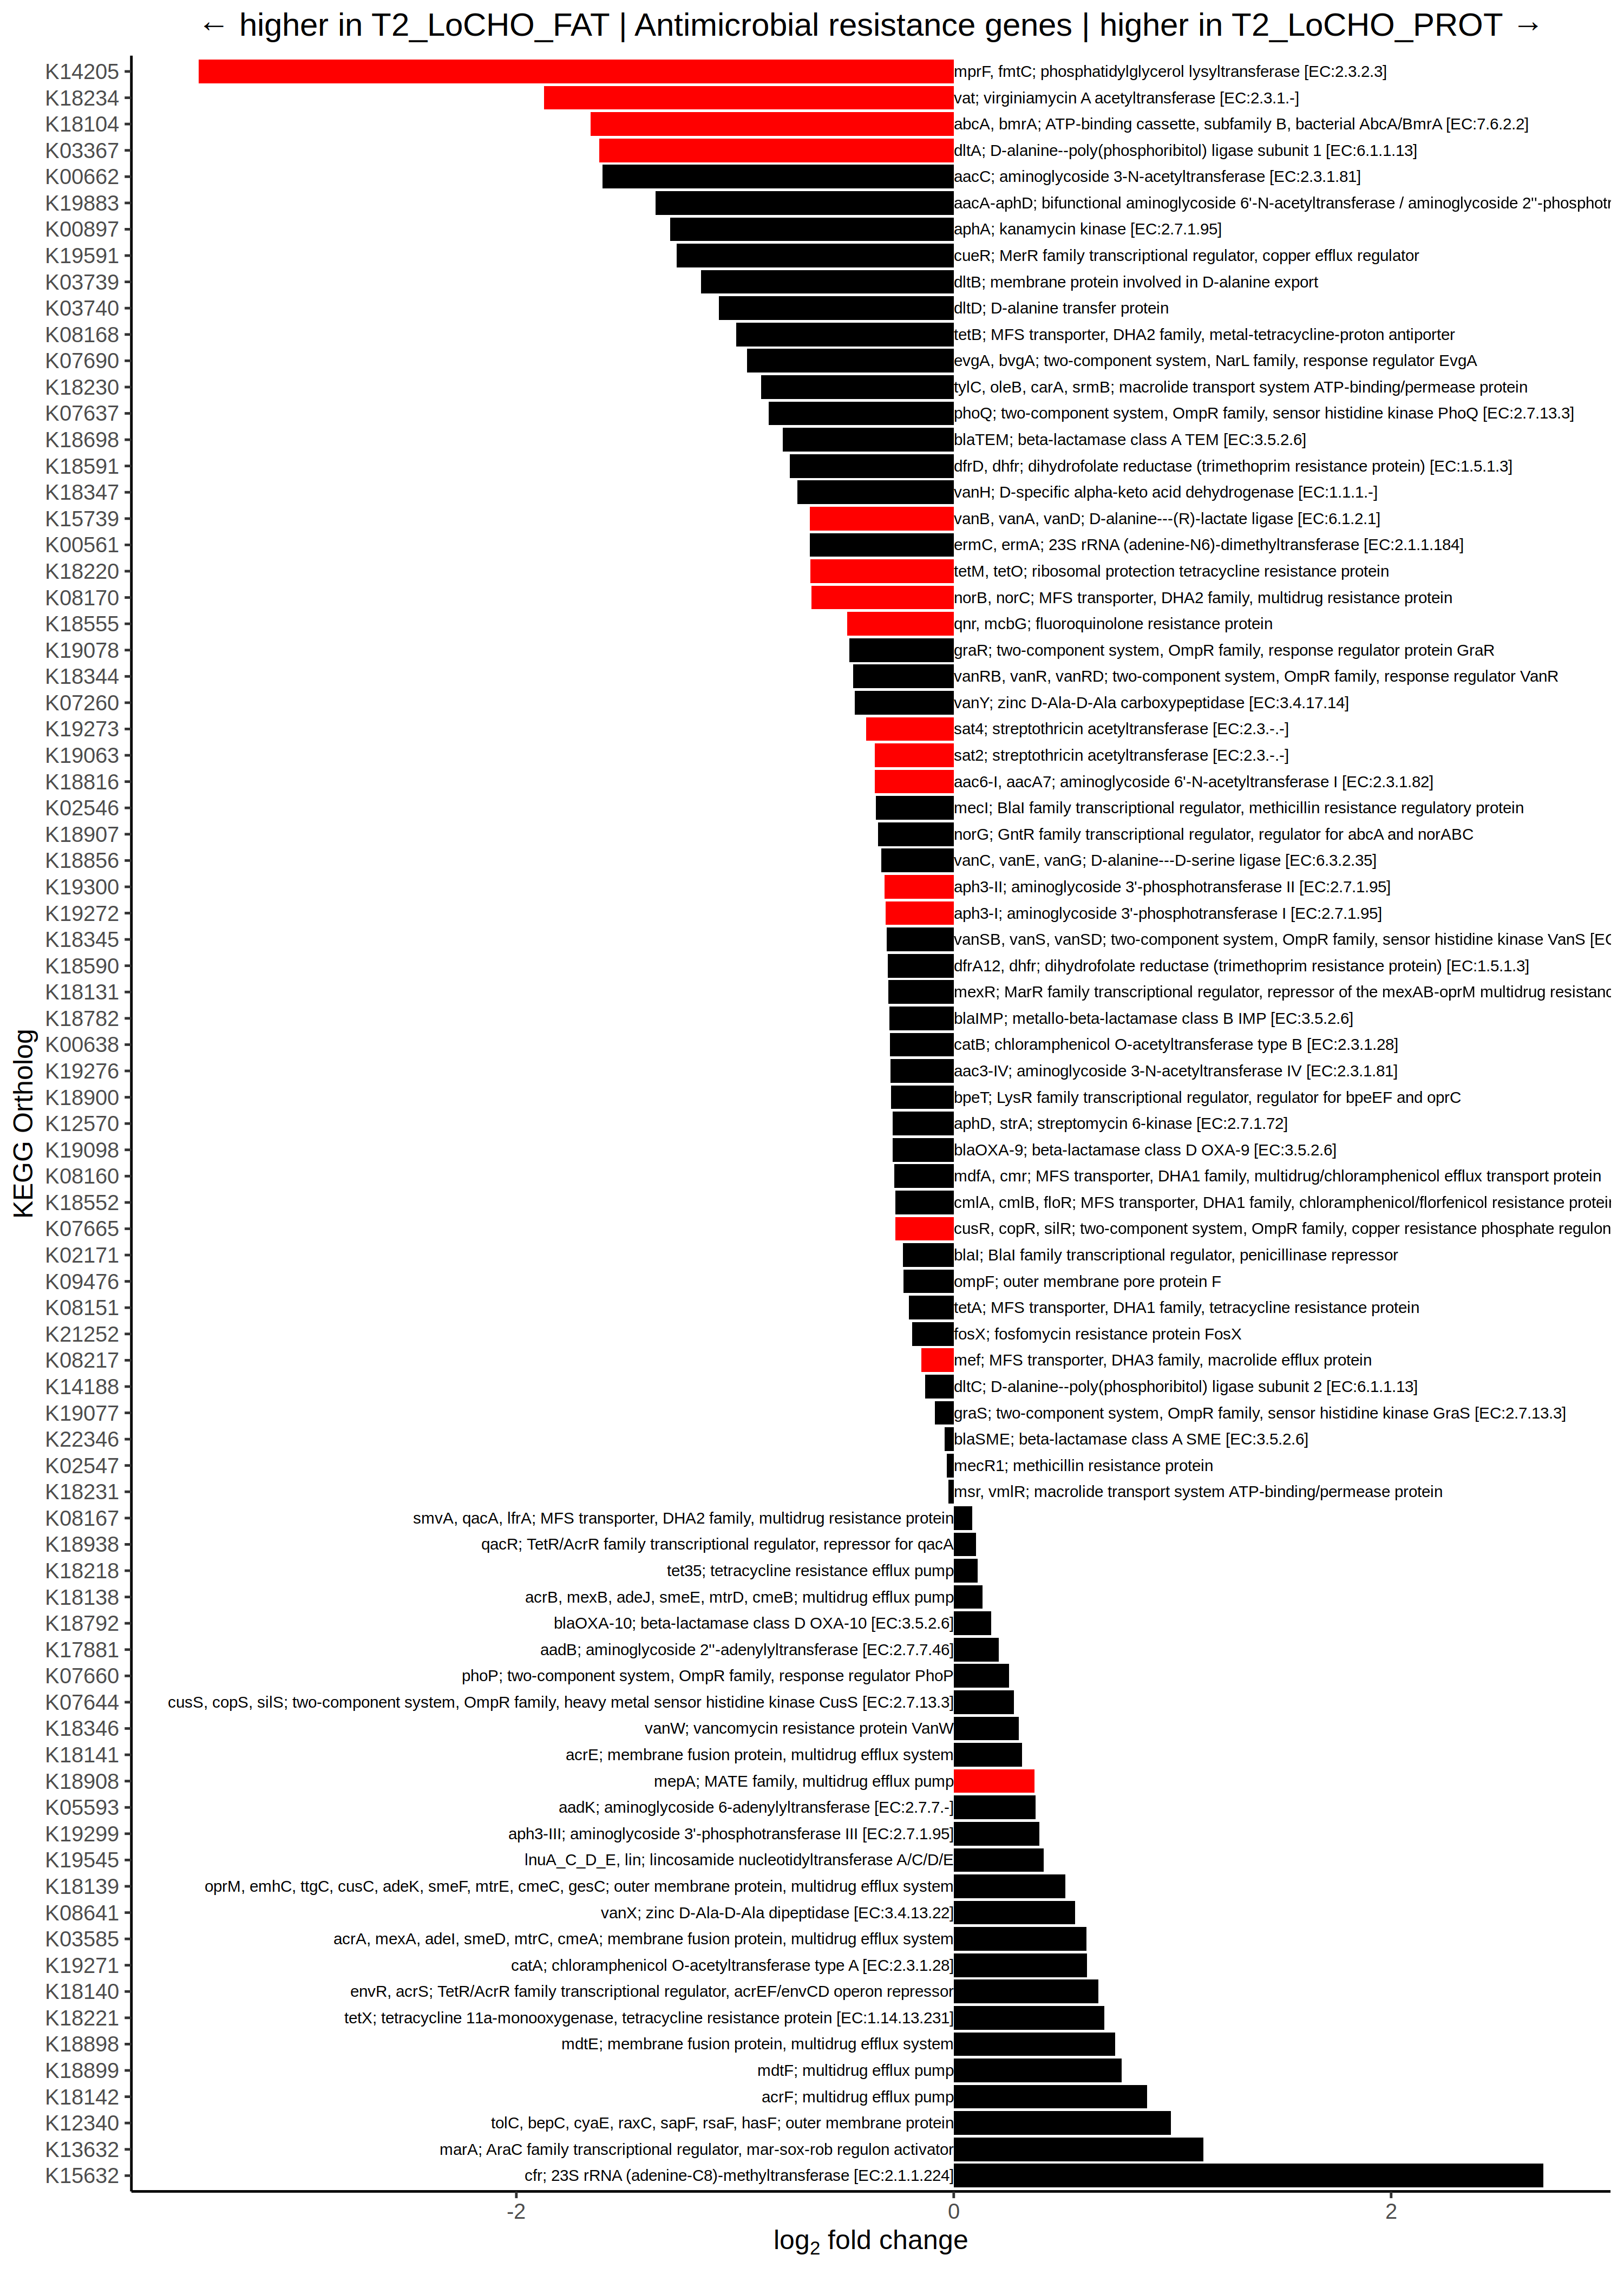 ← higher in T2_LoCHO_FAT | Antimicrobial resistance genes | higher in T2_LoCHO_PROT →
K14205 mprF, fmtC; phosphatidylglycerol lysyltransferase [EC:2.3.2.3]
K18234 vat; virginiamycin A acetyltransferase [EC:2.3.1.-]
K18104 abcA, bmrA; ATP-binding cassette, subfamily B, bacterial AbcA/BmrA [EC:7.6.2.2]
K03367 dltA; D-alanine--poly(phosphoribitol) ligase subunit 1 [EC:6.1.1.13]
K00662 aacC; aminoglycoside 3-N-acetyltransferase [EC:2.3.1.81]
K19883 aacA-aphD; bifunctional aminoglycoside 6'-N-acetyltransferase / aminoglycoside 2''-phosphotr
K00897 aphA; kanamycin kinase [EC:2.7.1.95]
K19591 cueR; MerR family transcriptional regulator, copper efflux regulator
K03739 dltB; membrane protein involved in D-alanine export
K03740 dltD; D-alanine transfer protein
K08168 tetB; MFS transporter, DHA2 family, metal-tetracycline-proton antiporter
K07690 evgA, bvgA; two-component system, NarL family, response regulator EvgA
K18230 tylC, oleB, carA, srmB; macrolide transport system ATP-binding/permease protein
K07637 phoQ; two-component system, OmpR family, sensor histidine kinase PhoQ [EC:2.7.13.3]
K18698 blaTEM; beta-lactamase class A TEM [EC:3.5.2.6]
K18591 dfrD, dhfr; dihydrofolate reductase (trimethoprim resistance protein) [EC:1.5.1.3]
K18347 vanH; D-specific alpha-keto acid dehydrogenase [EC:1.1.1.-]
K15739 vanB, vanA, vanD; D-alanine---(R)-lactate ligase [EC:6.1.2.1]
K00561 ermC, ermA; 23S rRNA (adenine-N6)-dimethyltransferase [EC:2.1.1.184]
K18220 tetM, tetO; ribosomal protection tetracycline resistance protein
K08170 norB, norC; MFS transporter, DHA2 family, multidrug resistance protein
K18555 qnr, mcbG; fluoroquinolone resistance protein
K19078 graR; two-component system, OmpR family, response regulator protein GraR
K18344 vanRB, vanR, vanRD; two-component system, OmpR family, response regulator VanR
K07260 vanY; zinc D-Ala-D-Ala carboxypeptidase [EC:3.4.17.14]
K19273 sat4; streptothricin acetyltransferase [EC:2.3.-.-]
K19063 sat2; streptothricin acetyltransferase [EC:2.3.-.-]
K18816 aac6-I, aacA7; aminoglycoside 6'-N-acetyltransferase I [EC:2.3.1.82]
K02546 mecI; BlaI family transcriptional regulator, methicillin resistance regulatory protein
K18907 norG; GntR family transcriptional regulator, regulator for abcA and norABC
K18856 vanC, vanE, vanG; D-alanine---D-serine ligase [EC:6.3.2.35]
K19300 aph3-II; aminoglycoside 3'-phosphotransferase II [EC:2.7.1.95]
K19272 aph3-I; aminoglycoside 3'-phosphotransferase I [EC:2.7.1.95]
K18345 vanSB, vanS, vanSD; two-component system, OmpR family, sensor histidine kinase VanS [EC
K18590 dfrA12, dhfr; dihydrofolate reductase (trimethoprim resistance protein) [EC:1.5.1.3]
K18131 mexR; MarR family transcriptional regulator, repressor of the mexAB-oprM multidrug resistanc
K18782 blaIMP; metallo-beta-lactamase class B IMP [EC:3.5.2.6]
K00638 catB; chloramphenicol O-acetyltransferase type B [EC:2.3.1.28]
K19276 aac3-IV; aminoglycoside 3-N-acetyltransferase IV [EC:2.3.1.81]
K18900 bpeT; LysR family transcriptional regulator, regulator for bpeEF and oprC
K12570 aphD, strA; streptomycin 6-kinase [EC:2.7.1.72]
K19098 blaOXA-9; beta-lactamase class D OXA-9 [EC:3.5.2.6]
K08160 mdfA, cmr; MFS transporter, DHA1 family, multidrug/chloramphenicol efflux transport protein
K18552 cmlA, cmlB, floR; MFS transporter, DHA1 family, chloramphenicol/florfenicol resistance protein
K07665 cusR, copR, silR; two-component system, OmpR family, copper resistance phosphate regulon
K02171 blaI; BlaI family transcriptional regulator, penicillinase repressor
K09476 ompF; outer membrane pore protein F
K08151 tetA; MFS transporter, DHA1 family, tetracycline resistance protein
K21252 fosX; fosfomycin resistance protein FosX
K08217 mef; MFS transporter, DHA3 family, macrolide efflux protein
K14188 dltC; D-alanine--poly(phosphoribitol) ligase subunit 2 [EC:6.1.1.13]
K19077 graS; two-component system, OmpR family, sensor histidine kinase GraS [EC:2.7.13.3]
K22346 blaSME; beta-lactamase class A SME [EC:3.5.2.6]
K02547 mecR1; methicillin resistance protein
K18231 msr, vmlR; macrolide transport system ATP-binding/permease protein
K08167 smvA, qacA, lfrA; MFS transporter, DHA2 family, multidrug resistance protein
K18938 qacR; TetR/AcrR family transcriptional regulator, repressor for qacA
K18218 tet35; tetracycline resistance efflux pump
K18138 acrB, mexB, adeJ, smeE, mtrD, cmeB; multidrug efflux pump
K18792 blaOXA-10; beta-lactamase class D OXA-10 [EC:3.5.2.6]
K17881 aadB; aminoglycoside 2''-adenylyltransferase [EC:2.7.7.46]
K07660 phoP; two-component system, OmpR family, response regulator PhoP
K07644 cusS, copS, silS; two-component system, OmpR family, heavy metal sensor histidine kinase CusS [EC:2.7.13.3]
K18346 vanW; vancomycin resistance protein VanW
K18141 acrE; membrane fusion protein, multidrug efflux system
K18908 mepA; MATE family, multidrug efflux pump
K05593 aadK; aminoglycoside 6-adenylyltransferase [EC:2.7.7.-]
K19299 aph3-III; aminoglycoside 3'-phosphotransferase III [EC:2.7.1.95]
K19545 lnuA_C_D_E, lin; lincosamide nucleotidyltransferase A/C/D/E
K18139 oprM, emhC, ttgC, cusC, adeK, smeF, mtrE, cmeC, gesC; outer membrane protein, multidrug efflux system
K08641 vanX; zinc D-Ala-D-Ala dipeptidase [EC:3.4.13.22]
K03585 acrA, mexA, adeI, smeD, mtrC, cmeA; membrane fusion protein, multidrug efflux system
K19271 catA; chloramphenicol O-acetyltransferase type A [EC:2.3.1.28]
K18140 envR, acrS; TetR/AcrR family transcriptional regulator, acrEF/envCD operon repressor
K18221 tetX; tetracycline 11a-monooxygenase, tetracycline resistance protein [EC:1.14.13.231]
K18898 mdtE; membrane fusion protein, multidrug efflux system
K18899 mdtF; multidrug efflux pump
K18142 acrF; multidrug efflux pump
K12340 tolC, bepC, cyaE, raxC, sapF, rsaF, hasF; outer membrane protein
K13632 marA; AraC family transcriptional regulator, mar-sox-rob regulon activator
K15632 cfr; 23S rRNA (adenine-C8)-methyltransferase [EC:2.1.1.224]
KEGG Ortholog
-2 0 2
log2 fold change